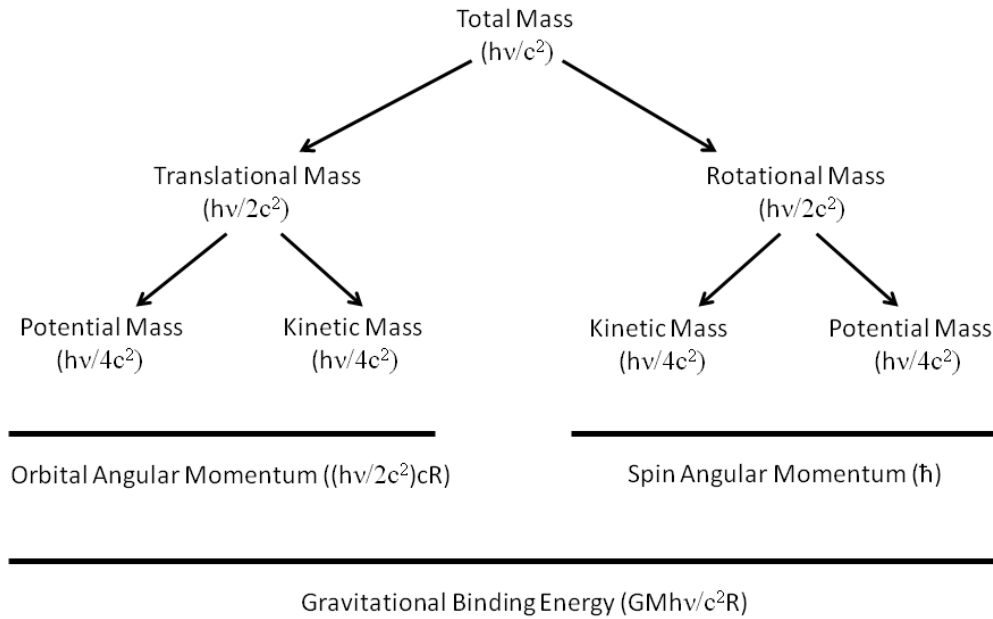 Total Mass
(hν/c²)
Translational Mass
(hν/2c²)
Rotational Mass
(hν/2c²)
Potential Mass
(hν/4c²)
Kinetic Mass
(hν/4c²)
Kinetic Mass
(hν/4c²)
Potential Mass
(hν/4c²)
Orbital Angular Momentum ((hν/2c²)cR)
Spin Angular Momentum (ħ)
Gravitational Binding Energy (GMhν/c²R)